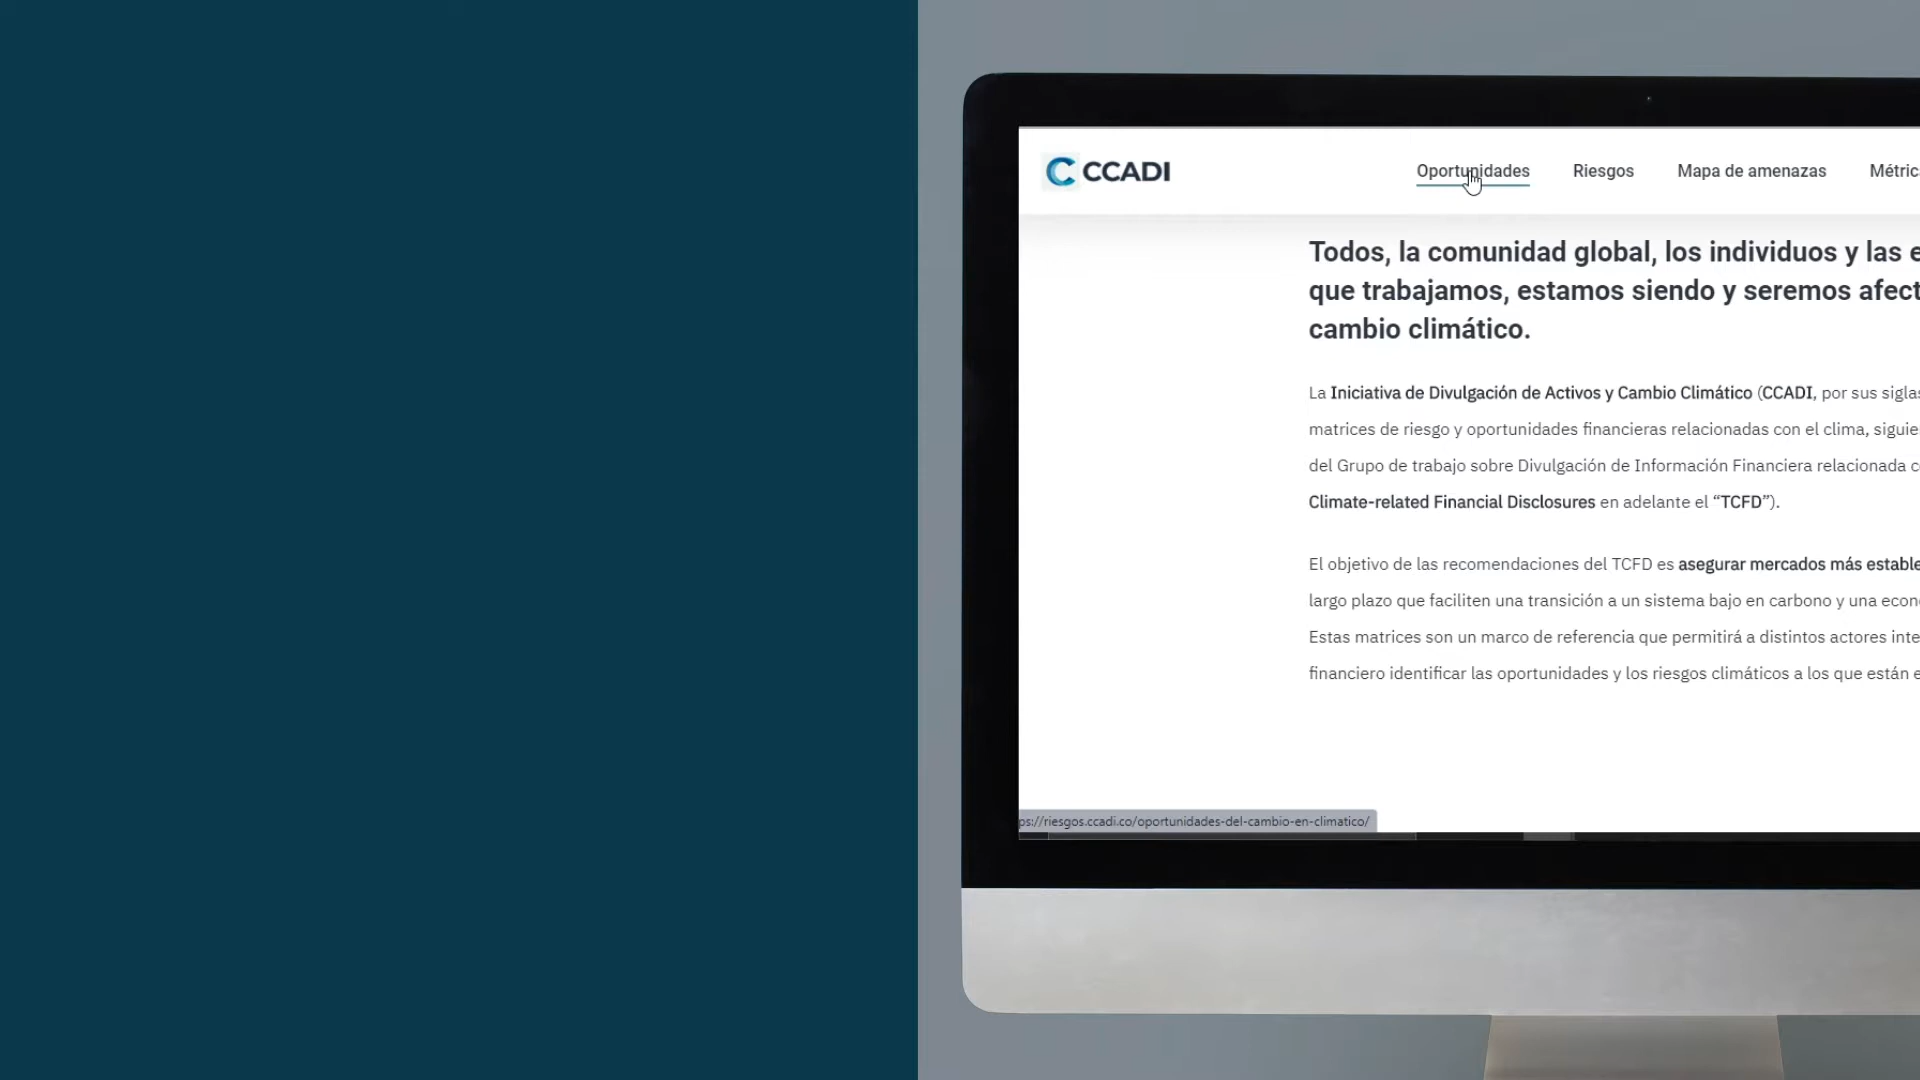 CCADI
Oportunidades Riesgos Mapa de amenazas
Todos, la comunidad global, los individuos y las
que trabajamos, estamos siendo y seremos
cambio climático.
La Iniciativa de Divulgación de Activos y Cambio Climático (CCADI, por sus siglas
matrices de riesgo y oportunidades financieras relacionadas con el clima,
del Grupo de trabajo sobre Divulgación de Información Financiera relacionada
Climate-related Financial Disclosures en adelante el “TCFD”).
El objetivo de las recomendaciones del TCFD es asegurar mercados más
largo plazo que faciliten una transición a un sistema bajo en carbono y una
Estas matrices son un marco de referencia que permitirá a distintos actores
financiero identificar las oportunidades y los riesgos climáticos a los que están
ps://riesgos.ccadi.co/oportunidades-del-cambio-en-climatico/